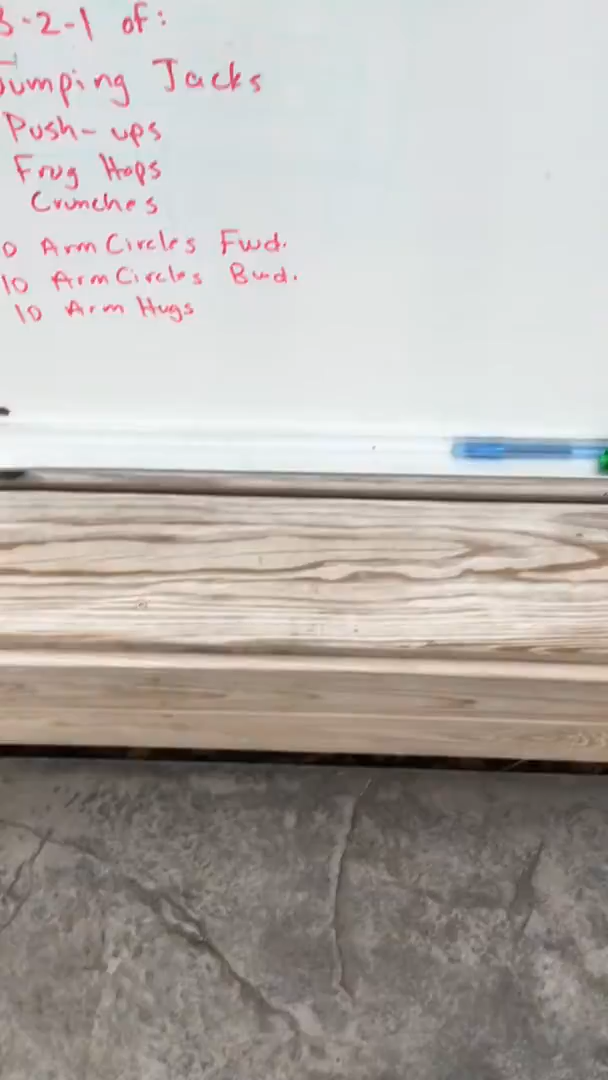 3-2-1 of:
Jumping Jacks
Push-ups
Frog Hops
Crunches
0 Arm Circles Fwd.
10 Arm Circles Bwd.
10 Arm Hugs